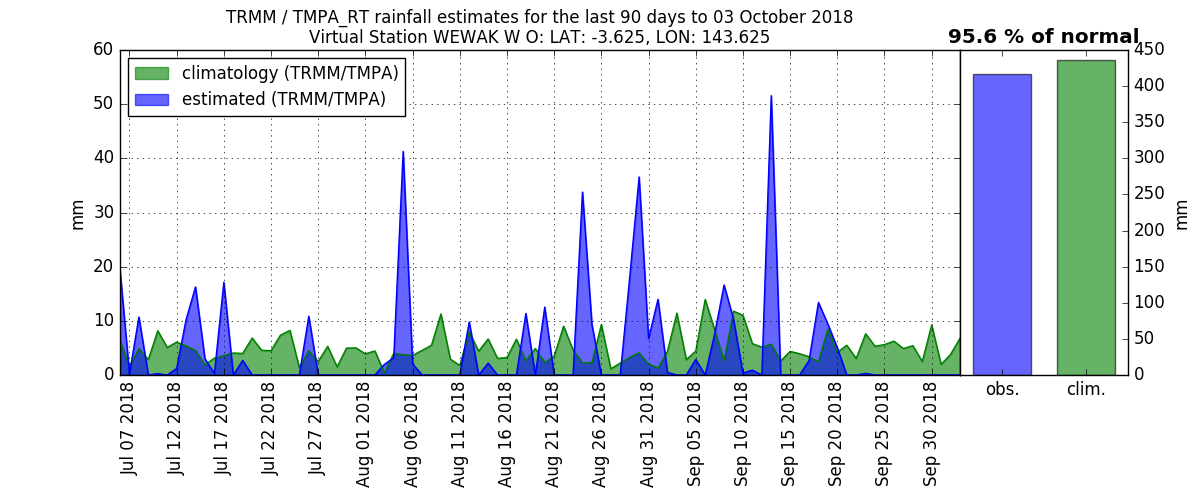 TRMM / TMPA_RT rainfall estimates for the last 90 days to 03 October 2018
Virtual Station WEWAK W O: LAT: -3.625, LON: 143.625
95.6 % of normal
climatology (TRMM/TMPA)
estimated (TRMM/TMPA)
60
50
40
30
20
10
0
mm
450
400
350
300
250
200
150
100
50
0
mm
Jul 07 2018
Jul 12 2018
Jul 17 2018
Jul 22 2018
Jul 27 2018
Aug 01 2018
Aug 06 2018
Aug 11 2018
Aug 16 2018
Aug 21 2018
Aug 26 2018
Aug 31 2018
Sep 05 2018
Sep 10 2018
Sep 15 2018
Sep 20 2018
Sep 25 2018
Sep 30 2018
obs.
clim.